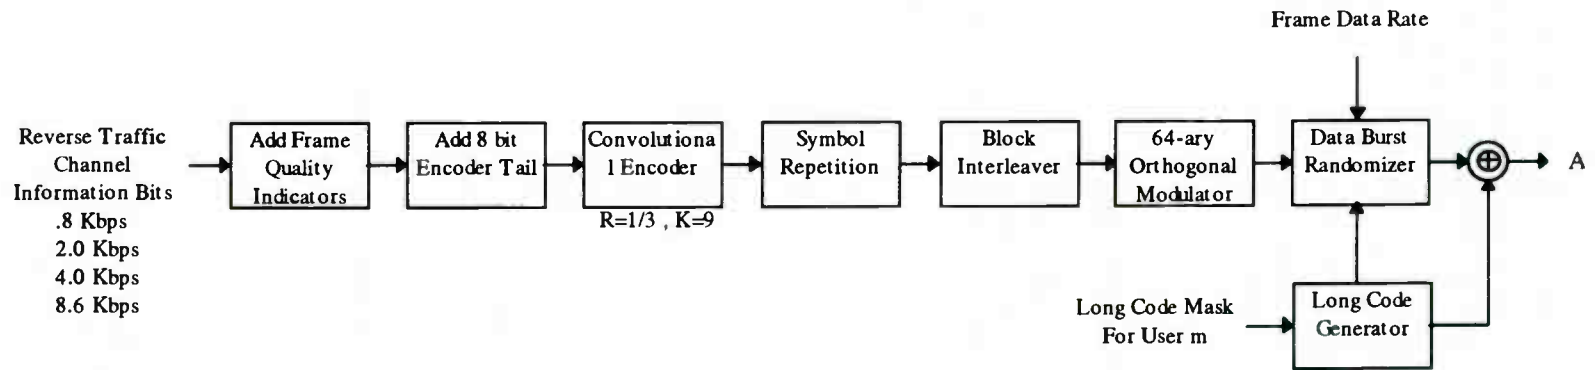 Frame Data Rate
Reverse Traffic
Channel
Information Bits
.8 Kbps
2.0 Kbps
4.0 Kbps
8.6 Kbps
Add Frame
Quality
Indicators
Add 8 bit
Encoder Tail
Convolutiona
l Encoder
R=1/3 , K=9
Symbol
Repetition
Block
Interleaver
64-ary
Orthogonal
Modulator
Data Burst
Randomizer
A
Long Code Mask
For User m
Long Code
Generator